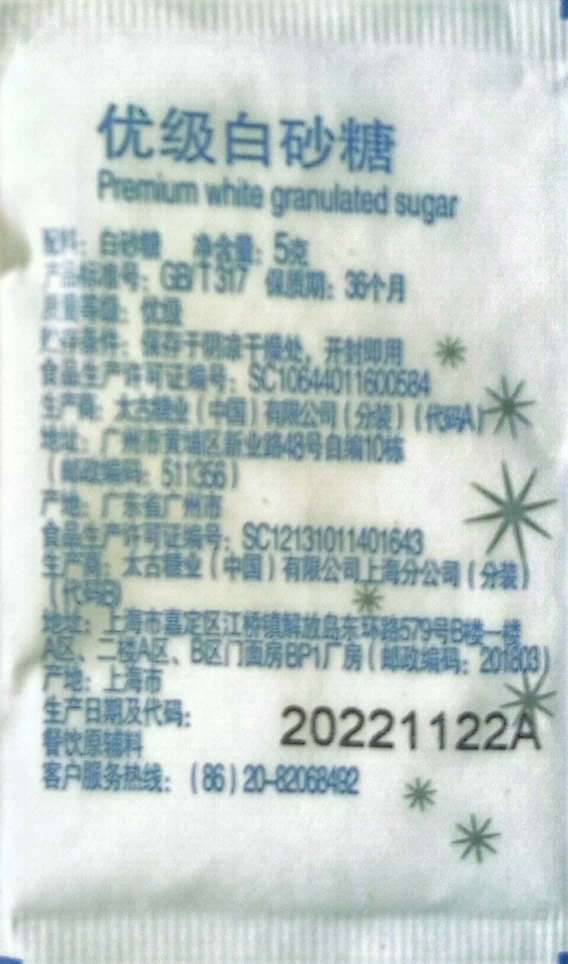 优级白砂糖
Premium white granulated sugar
配料：白砂糖 净含量：5克
产品标准号：GB/T 317 保质期：36个月
质量等级：优级
贮存条件：保存于阴凉干燥处，开封即用
食品生产许可证编号：SC10644011600584
生产商：太古糖业（中国）有限公司（分装）（代码A）
地址：广州市黄埔区新业路48号自编10栋
（邮政编码：511356）
产地：广东省广州市
食品生产许可证编号：SC12131011401643
生产商：太古糖业（中国）有限公司上海分公司（分装）
（代码B）
地址：上海市嘉定区江桥镇解放岛东环路579号B楼一楼
A区、二楼A区、B区门面房BP1厂房（邮政编码：201803）
产地：上海市
生产日期及代码：
20221122A
餐饮原辅料
客户服务热线：（86）20-82068492